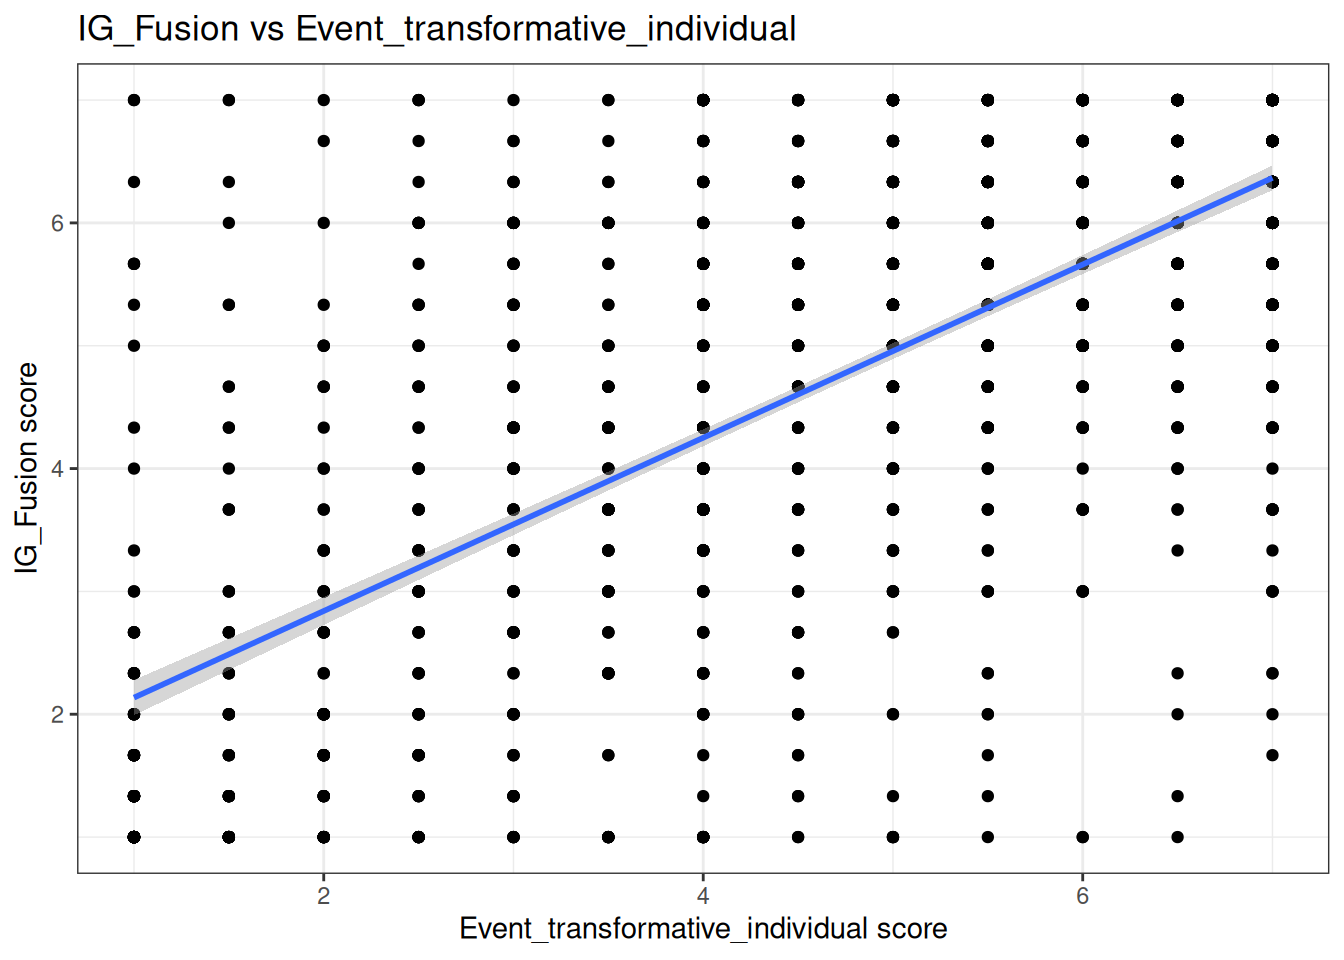 IG_Fusion vs Event_transformative_individual
IG_Fusion score
6
4
2
2
4
6
Event_transformative_individual score